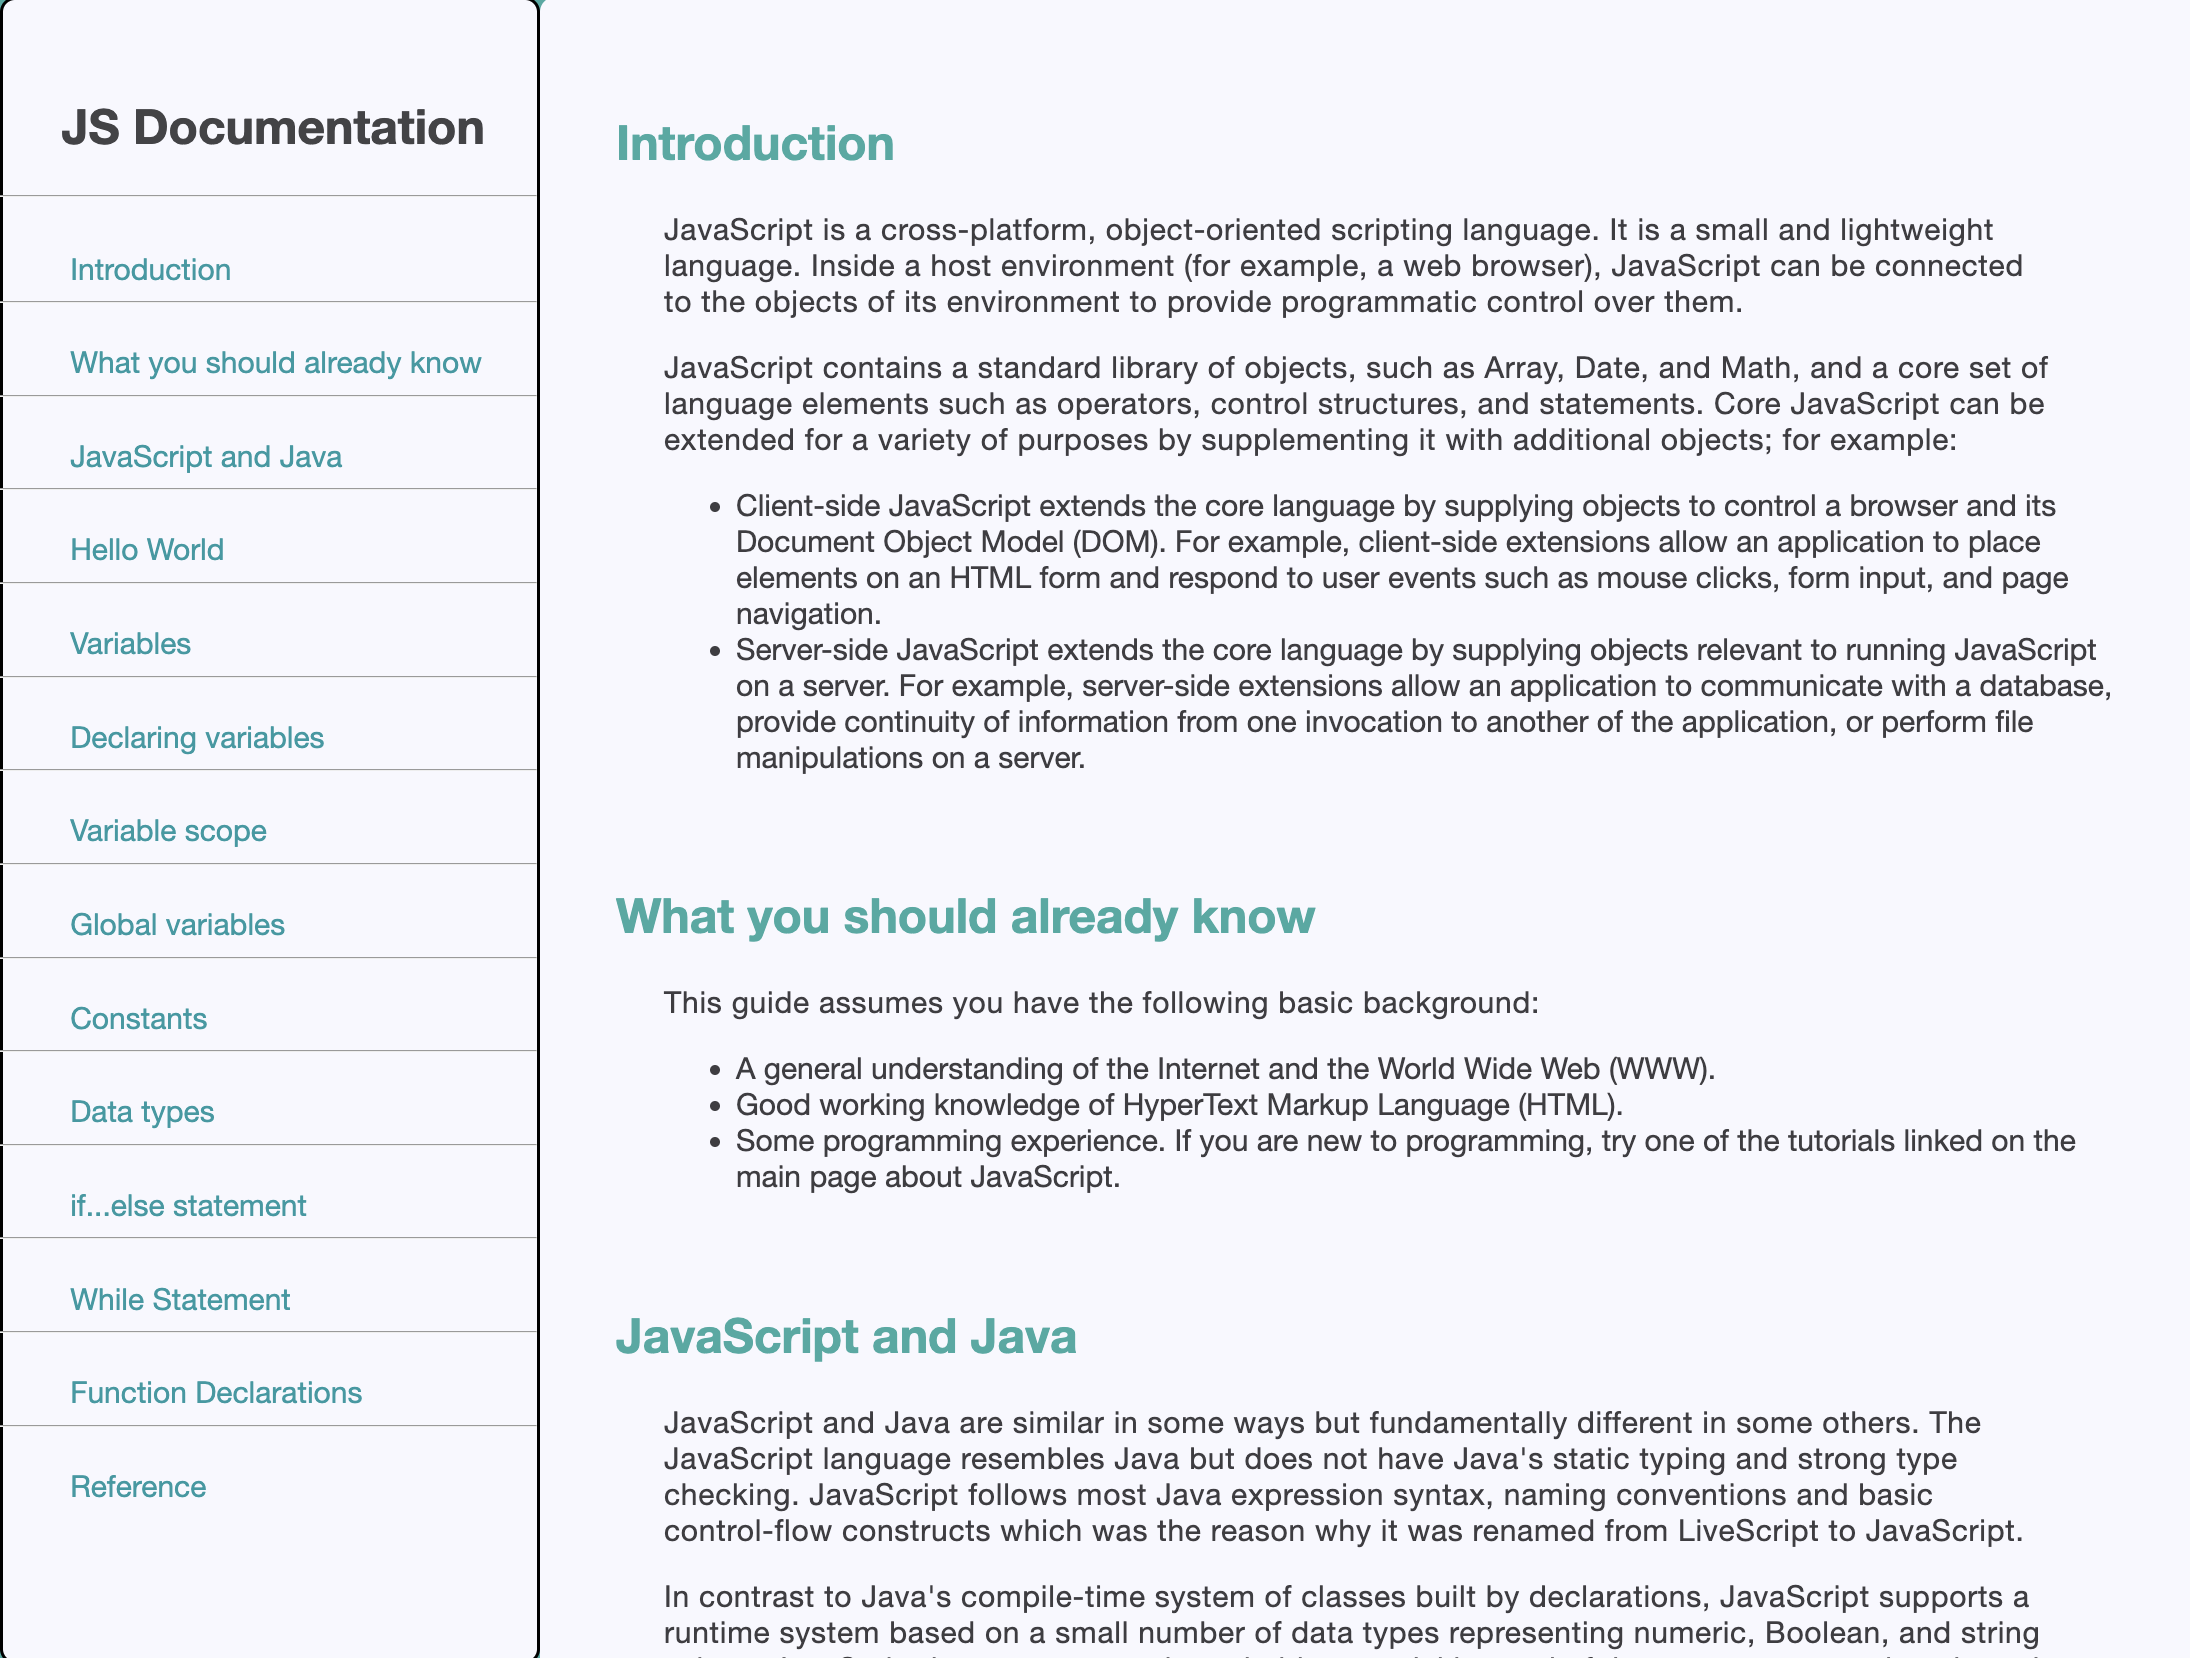 JS Documentation
Introduction
What you should already know
JavaScript and Java
Hello World
Variables
Declaring variables
Variable scope
Global variables
Constants
Data types
if...else statement
While Statement
Function Declarations
Reference
Introduction
JavaScript is a cross-platform, object-oriented scripting language. It is a small and lightweight
language. Inside a host environment (for example, a web browser), JavaScript can be connected
to the objects of its environment to provide programmatic control over them.
JavaScript contains a standard library of objects, such as Array, Date, and Math, and a core set of
language elements such as operators, control structures, and statements. Core JavaScript can be
extended for a variety of purposes by supplementing it with additional objects; for example:
• Client-side JavaScript extends the core language by supplying objects to control a browser and its
Document Object Model (DOM). For example, client-side extensions allow an application to place
elements on an HTML form and respond to user events such as mouse clicks, form input, and page
navigation.
• Server-side JavaScript extends the core language by supplying objects relevant to running JavaScript
on a server. For example, server-side extensions allow an application to communicate with a database,
provide continuity of information from one invocation to another of the application, or perform file
manipulations on a server.
What you should already know
This guide assumes you have the following basic background:
• A general understanding of the Internet and the World Wide Web (WWW).
• Good working knowledge of HyperText Markup Language (HTML).
• Some programming experience. If you are new to programming, try one of the tutorials linked on the
main page about JavaScript.
JavaScript and Java
JavaScript and Java are similar in some ways but fundamentally different in some others. The
JavaScript language resembles Java but does not have Java's static typing and strong type
checking. JavaScript follows most Java expression syntax, naming conventions and basic
control-flow constructs which was the reason why it was renamed from LiveScript to JavaScript.
In contrast to Java's compile-time system of classes built by declarations, JavaScript supports a
runtime system based on a small number of data types representing numeric, Boolean, and string